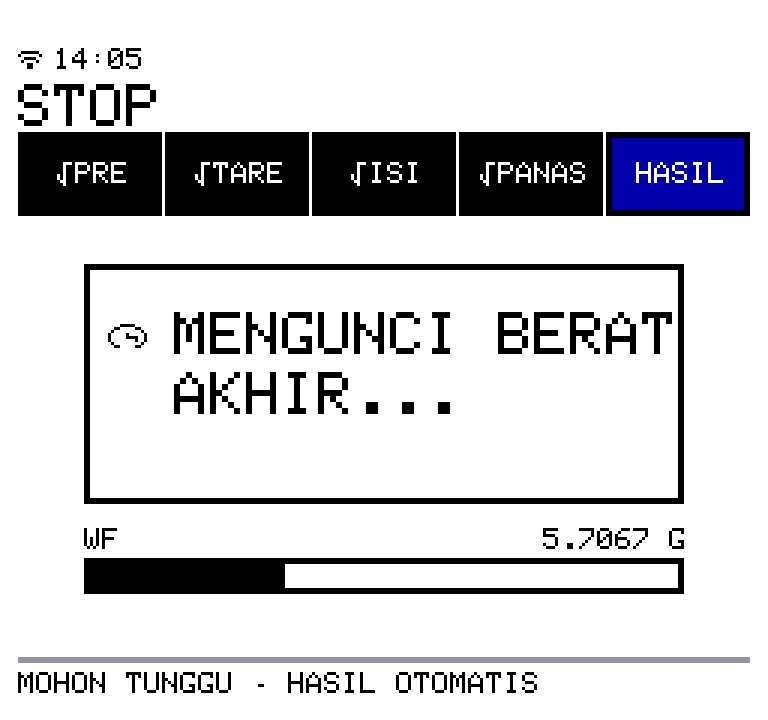 14:05
STOP
√PRE √TARE √ISI √PANAS HASIL
MENGUNCI BERAT
AKHIR...
WF 5.7067 G
MOHON TUNGGU - HASIL OTOMATIS